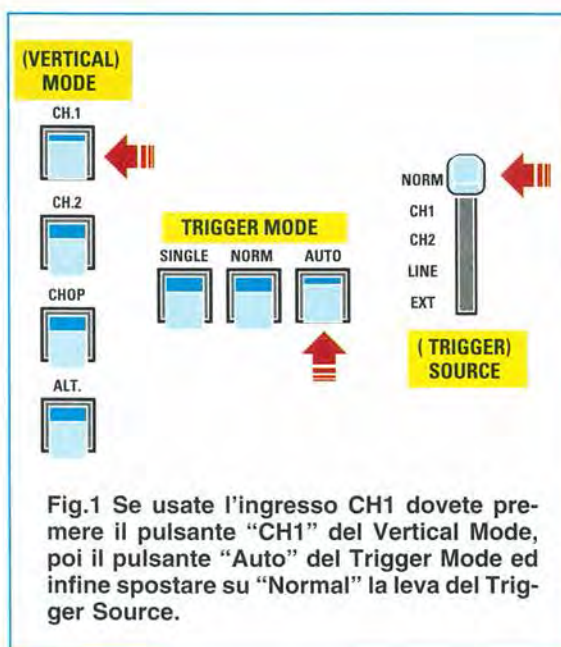 (VERTICAL)
MODE
CH.1
CH.2
CHOP
ALT.
TRIGGER MODE
SINGLE NORM AUTO
NORM
CH1
CH2
LINE
EXT
( TRIGGER)
SOURCE
Fig.1 Se usate l'ingresso CH1 dovete pre-
mere il pulsante “CH1” del Vertical Mode,
poi il pulsante “Auto” del Trigger Mode ed
infine spostare su “Normal” la leva del Trig-
ger Source.